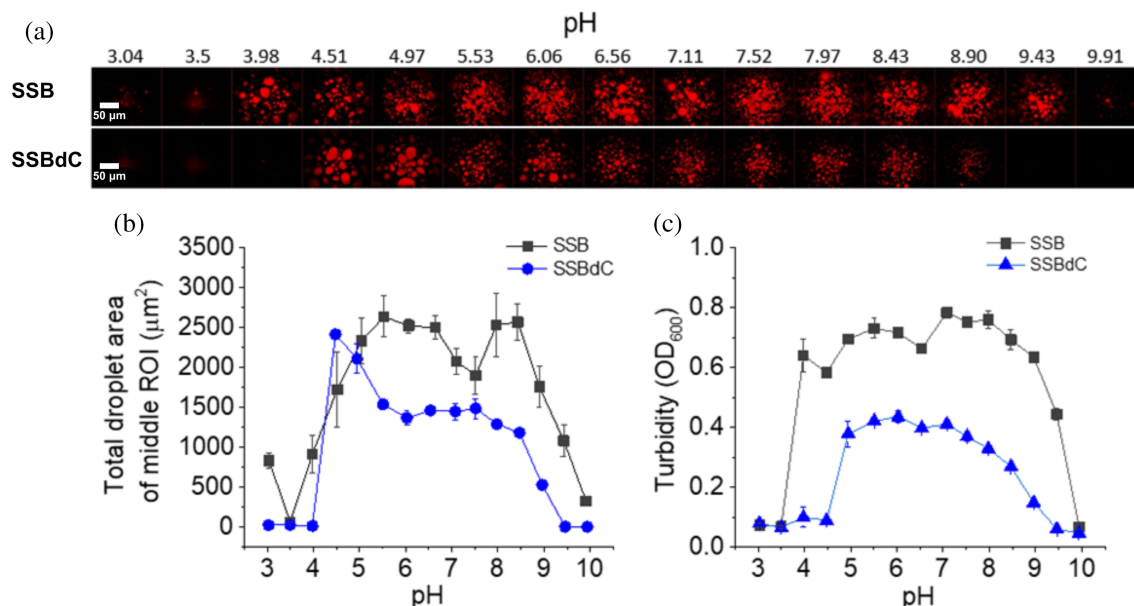 (a)
pH
3.04 3.5 3.98 4.51 4.97 5.53 6.06 6.56 7.11 7.52 7.97 8.43 8.90 9.43 9.91
SSB
50 μm
SSBdC
50 μm
(b)
Total droplet area
of middle ROI (μm²)
3500
3000
2500
2000
1500
1000
500
0
SSB
SSBdC
3 4 5 6 7 8 9 10
pH
(c)
Turbidity (OD₆₀₀)
1.0
0.8
0.6
0.4
0.2
0.0
SSB
SSBdC
3 4 5 6 7 8 9 10
pH